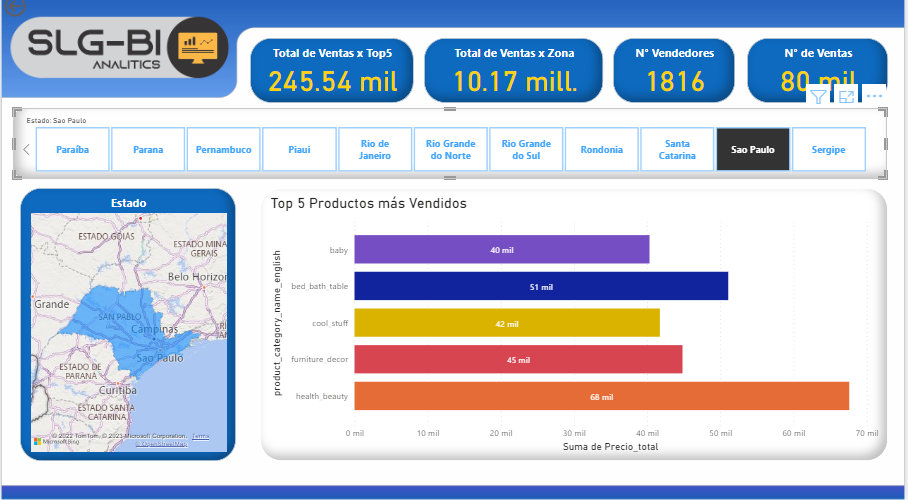 SLG-BI
ANALITICS
Total de Ventas x Top5
245.54 mil
Total de Ventas x Zona
10.17 mill.
N° Vendedores
1816
N° de Ventas
80 mil
Estado: Sao Paulo
Paraíba
Parana
Pernambuco
Piaui
Rio de
Janeiro
Rio Grande
do Norte
Rio Grande
do Sul
Rondonia
Santa
Catarina
Sao Paulo
Sergipe
Estado
ESTADO GOIÁS
ESTADO MINA
GERAIS
Belo Horizon
Grande
SAN PABLO
Campinas
RÍ
JAN
Sao Paulo
ESTADO DE
PARANÁ
Curitiba
ESTADO SANTA
CATARINA
© 2022 TomTom, © 2023 Microsoft Corporation, Terms
Microsoft Bing
© OpenStreetMap
Top 5 Productos más Vendidos
product_category_name_english
baby
40 mil
bed_bath_table
51 mil
cool_stuff
42 mil
furniture_decor
45 mil
health_beauty
68 mil
0 mil
10 mil
20 mil
30 mil
40 mil
50 mil
60 mil
70 mil
Suma de Precio_total